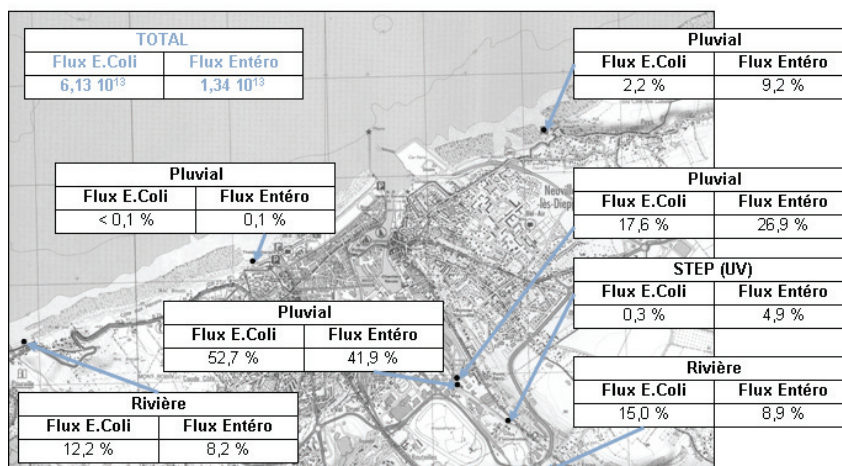 TOTAL
Flux E.Coli Flux Entéro
6,13 10¹³ 1,34 10¹³
Pluvial
Flux E.Coli Flux Entéro
2,2 % 9,2 %
Pluvial
Flux E.Coli Flux Entéro
< 0,1 % 0,1 %
Neuville
lès-Dieppe
Pluvial
Flux E.Coli Flux Entéro
17,6 % 26,9 %
STEP (UV)
Flux E.Coli Flux Entéro
0,3 % 4,9 %
Pluvial
Flux E.Coli Flux Entéro
52,7 % 41,9 %
Rivière
Flux E.Coli Flux Entéro
15,0 % 8,9 %
Rivière
Flux E.Coli Flux Entéro
12,2 % 8,2 %